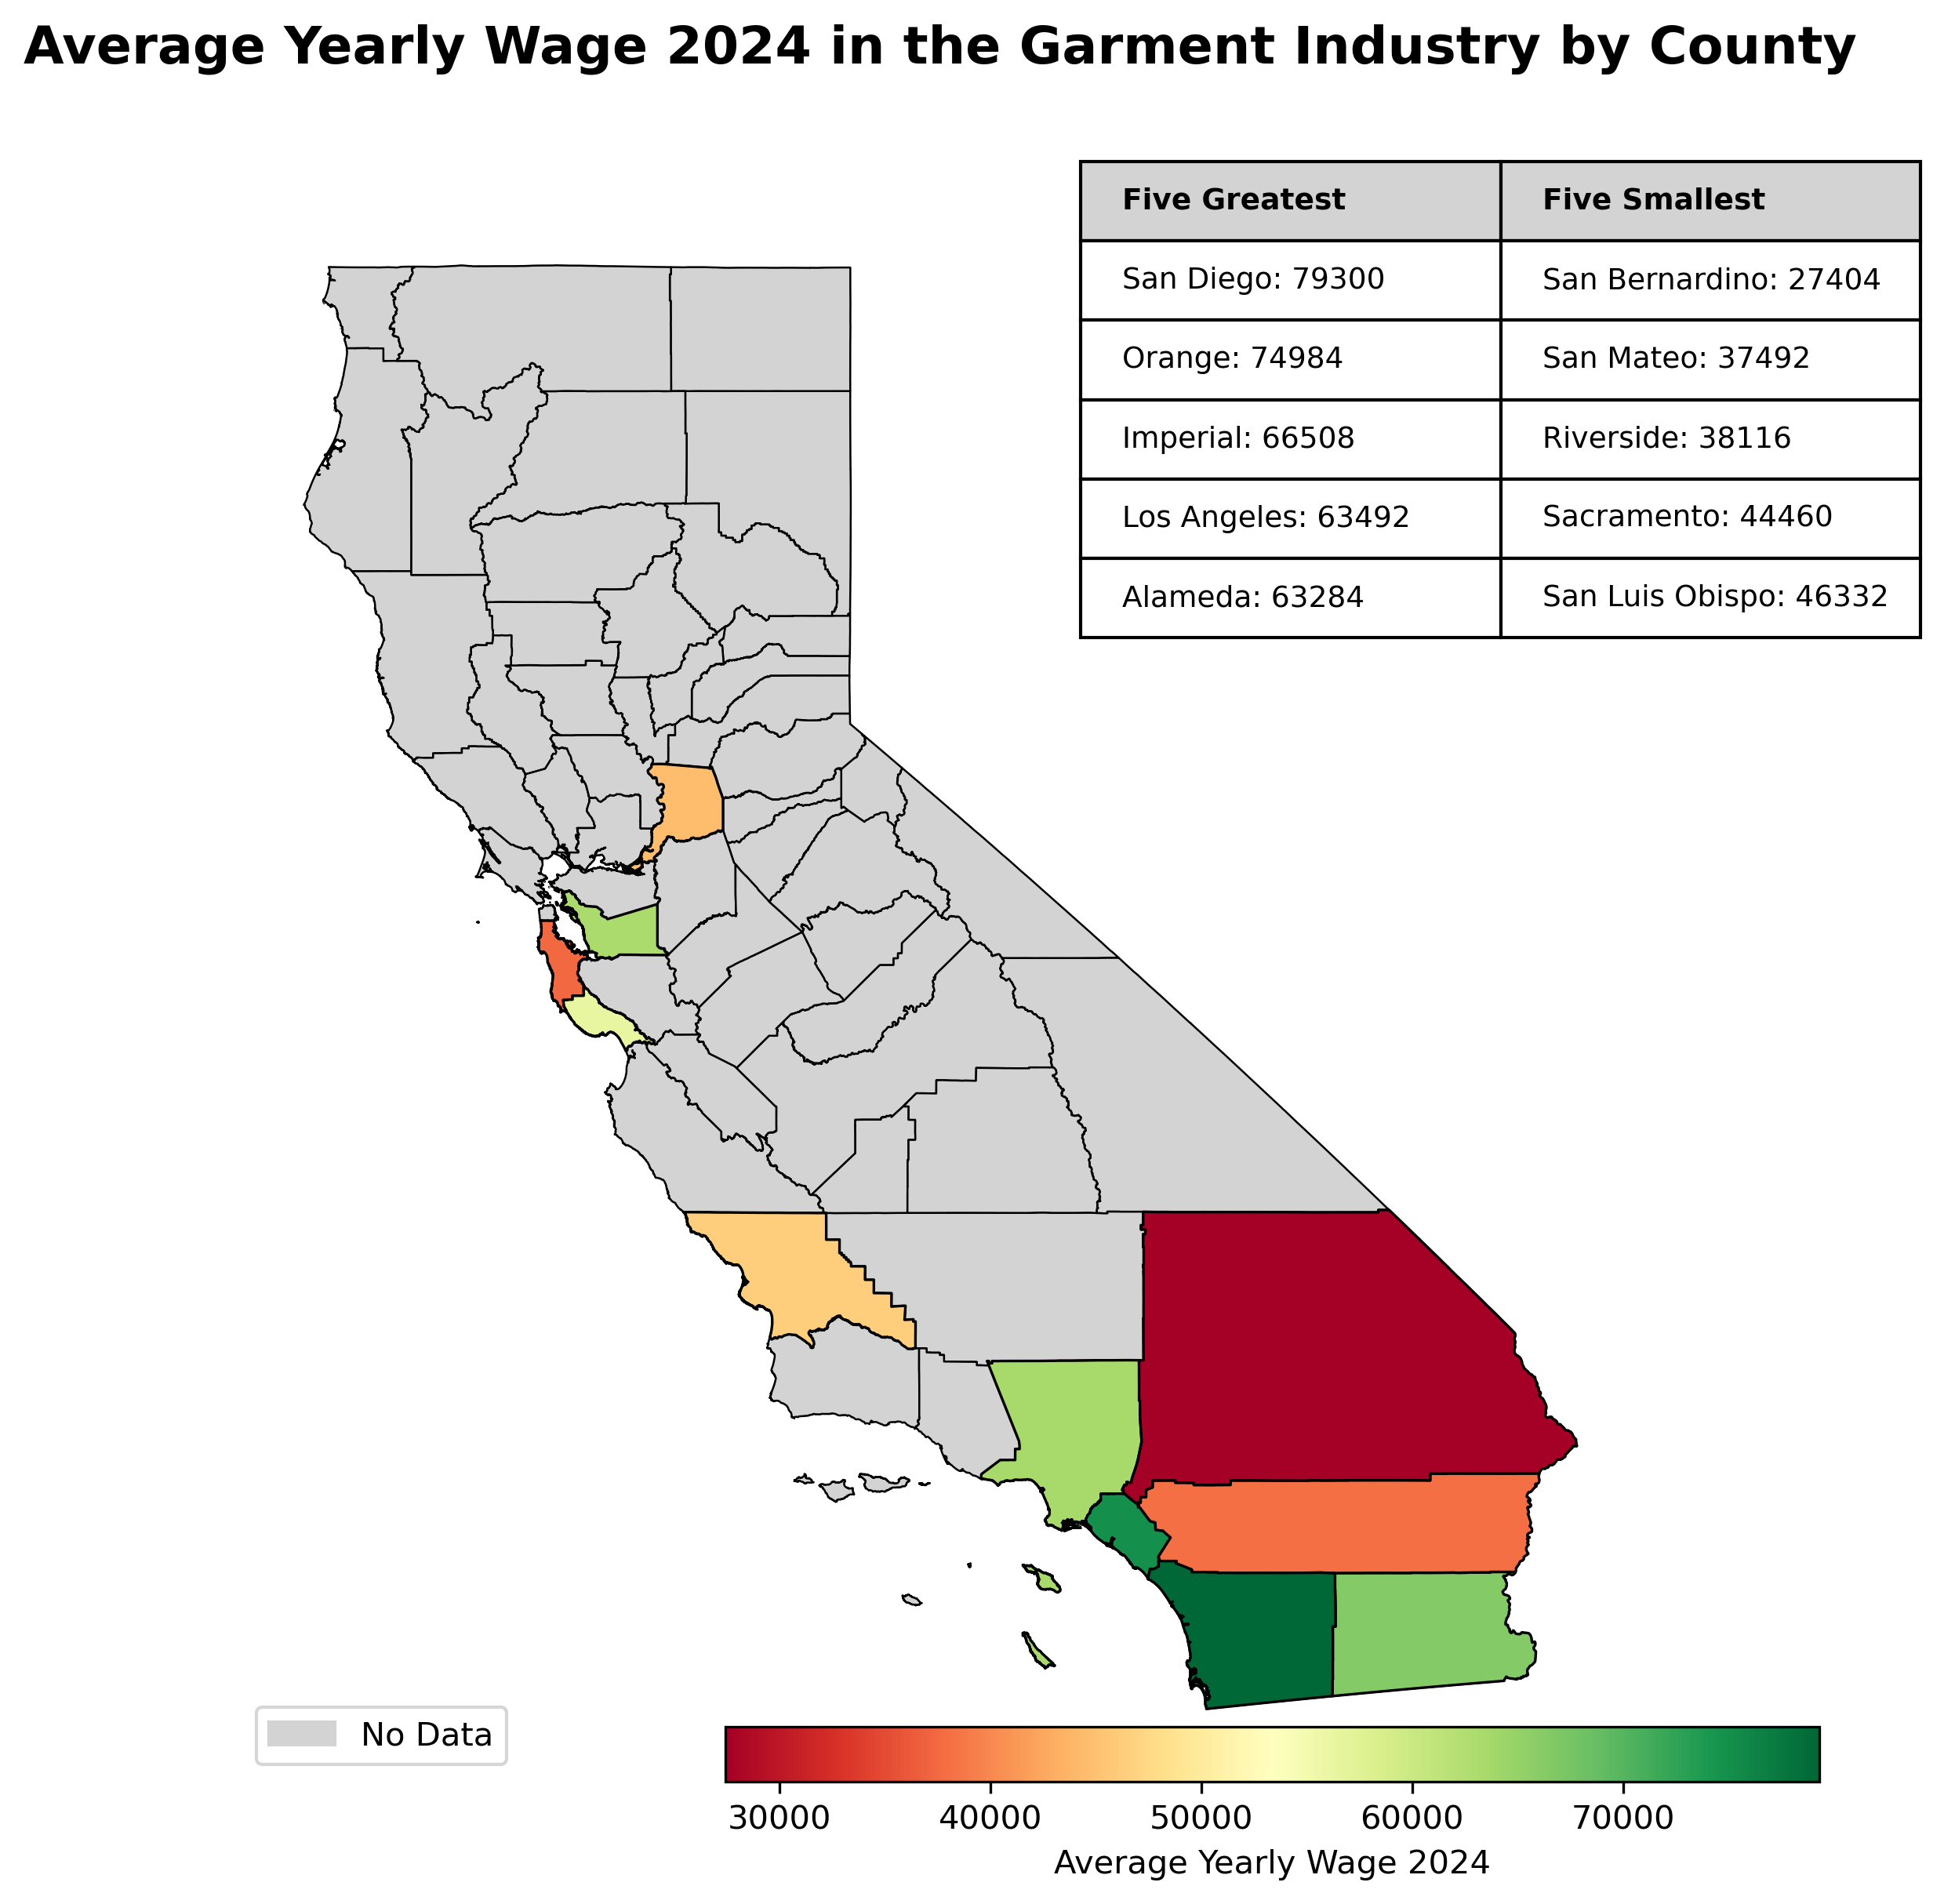 Average Yearly Wage 2024 in the Garment Industry by County
Five Greatest Five Smallest
San Diego: 79300 San Bernardino: 27404
Orange: 74984 San Mateo: 37492
Imperial: 66508 Riverside: 38116
Los Angeles: 63492 Sacramento: 44460
Alameda: 63284 San Luis Obispo: 46332
No Data
30000 40000 50000 60000 70000
Average Yearly Wage 2024